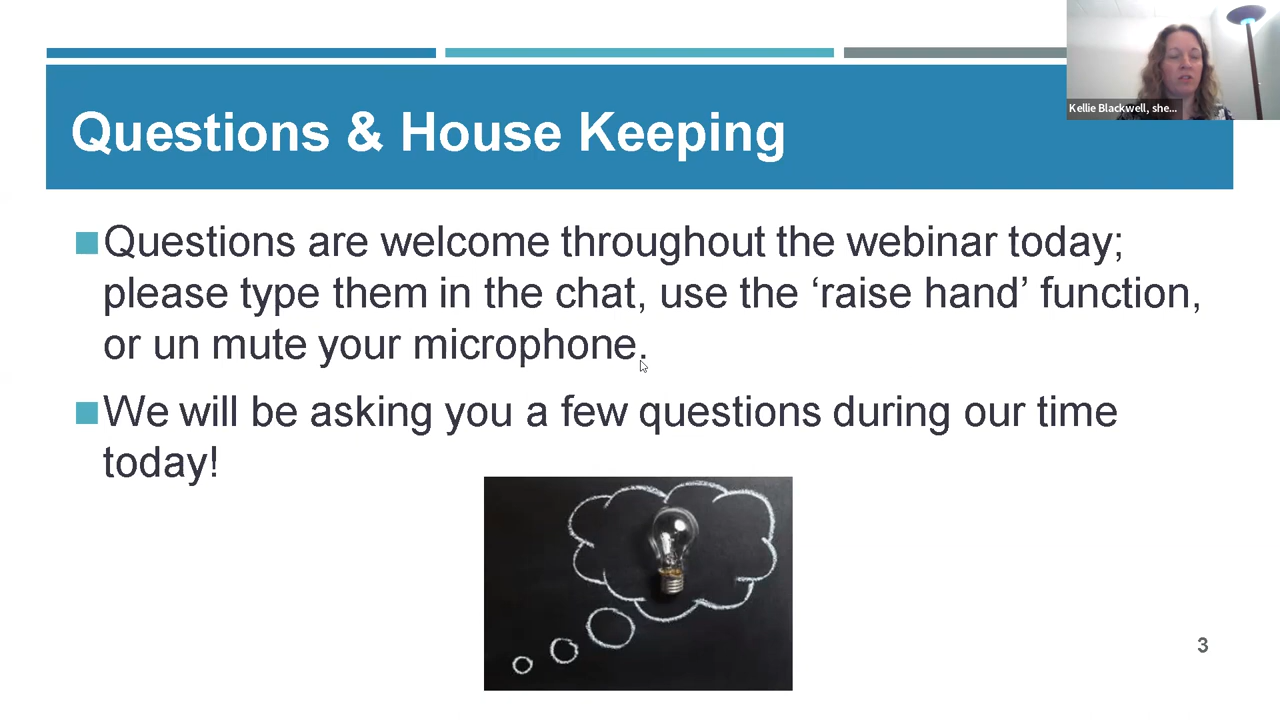 Kellie Blackwell, she...
Questions & House Keeping
Questions are welcome throughout the webinar today;
please type them in the chat, use the ‘raise hand’ function,
or un mute your microphone.
We will be asking you a few questions during our time
today!
3